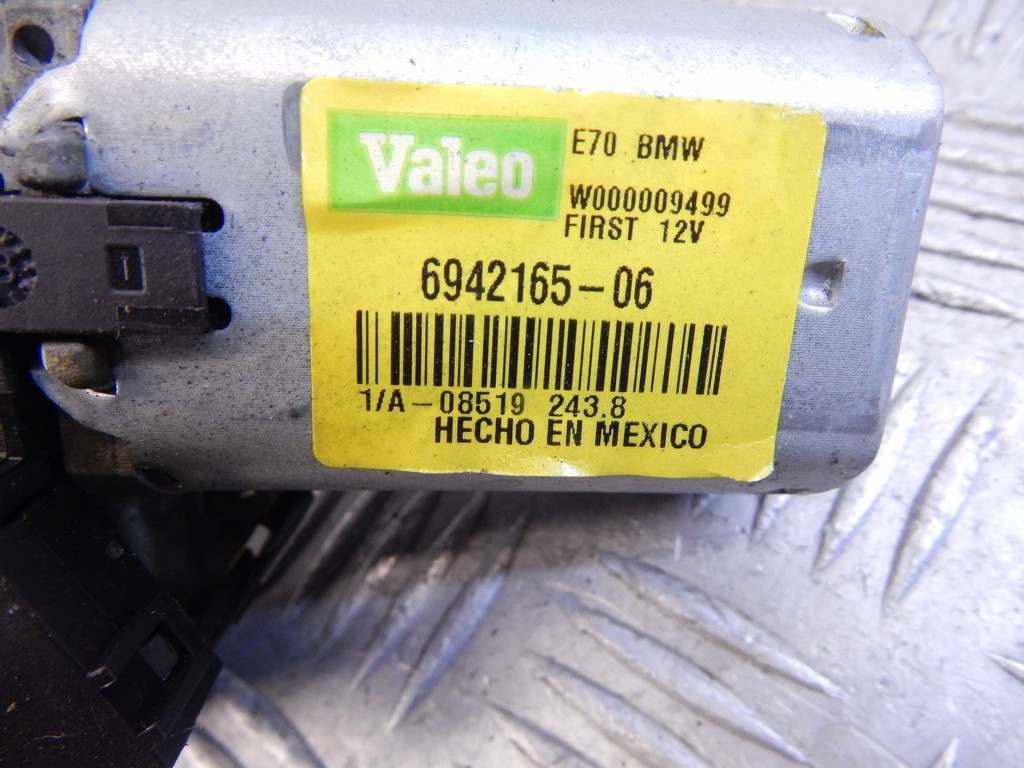 Valeo
E70 BMW
W000009499
FIRST 12V
6942165-06
1/A-08519 243.8
HECHO EN MEXICO